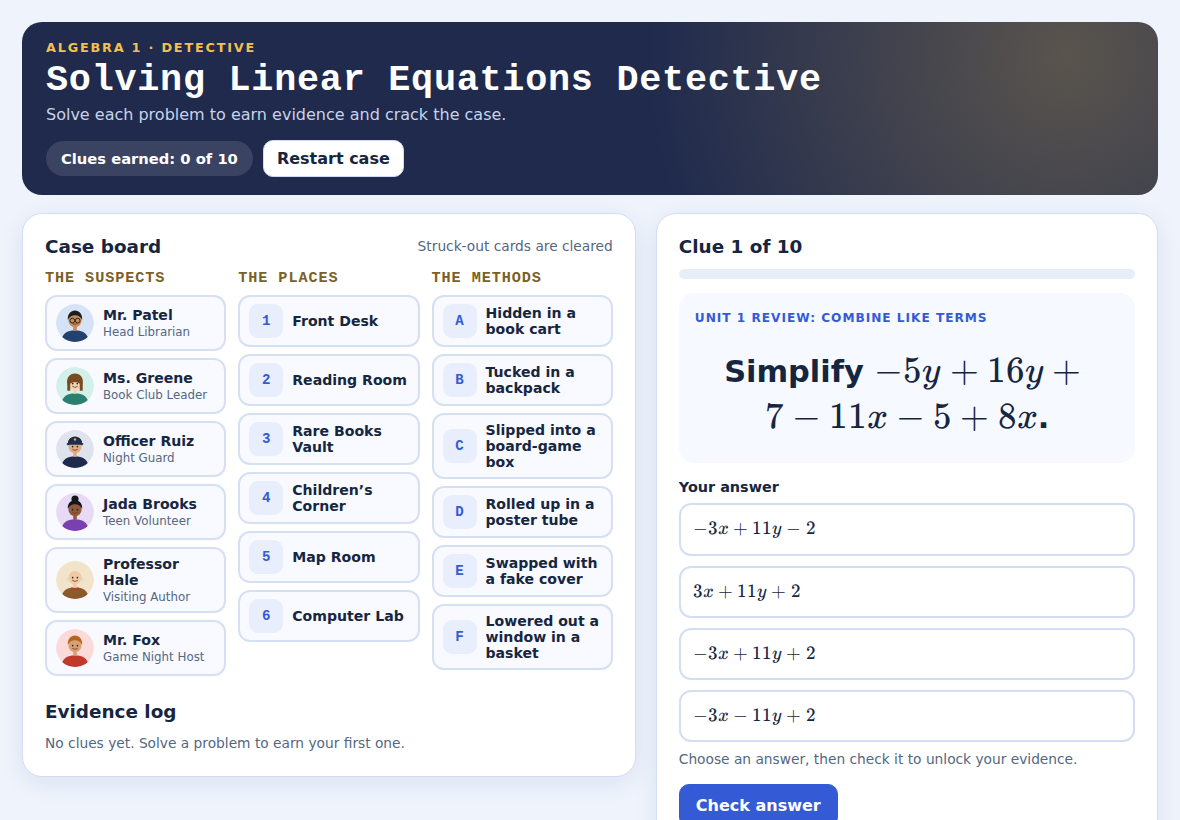 ALGEBRA 1 · DETECTIVE
Solving Linear Equations Detective
Solve each problem to earn evidence and crack the case.
Clues earned: 0 of 10
Restart case
Case board
Struck-out cards are cleared
THE SUSPECTS
Mr. Patel
Head Librarian
Ms. Greene
Book Club Leader
Officer Ruiz
Night Guard
Jada Brooks
Teen Volunteer
Professor
Hale
Visiting Author
Mr. Fox
Game Night Host
THE PLACES
1
Front Desk
2
Reading Room
3
Rare Books
Vault
4
Children’s
Corner
5
Map Room
6
Computer Lab
THE METHODS
A
Hidden in a
book cart
B
Tucked in a
backpack
C
Slipped into a
board-game
box
D
Rolled up in a
poster tube
E
Swapped with
a fake cover
F
Lowered out a
window in a
basket
Evidence log
No clues yet. Solve a problem to earn your first one.
Clue 1 of 10
UNIT 1 REVIEW: COMBINE LIKE TERMS
Simplify −5y + 16y +
7 − 11x − 5 + 8x.
Your answer
−3x + 11y − 2
3x + 11y + 2
−3x + 11y + 2
−3x − 11y + 2
Choose an answer, then check it to unlock your evidence.
Check answer